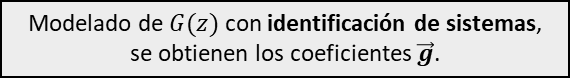 Modelado de G(z) con identificación de sistemas,
se obtienen los coeficientes g⃗.